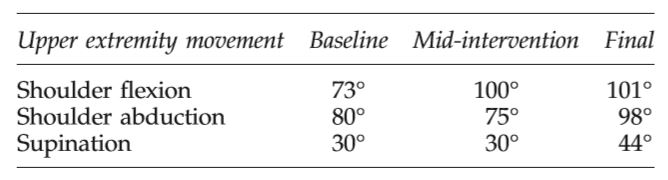 Upper extremity movement Baseline Mid-intervention Final
Shoulder flexion 73° 100° 101°
Shoulder abduction 80° 75° 98°
Supination 30° 30° 44°